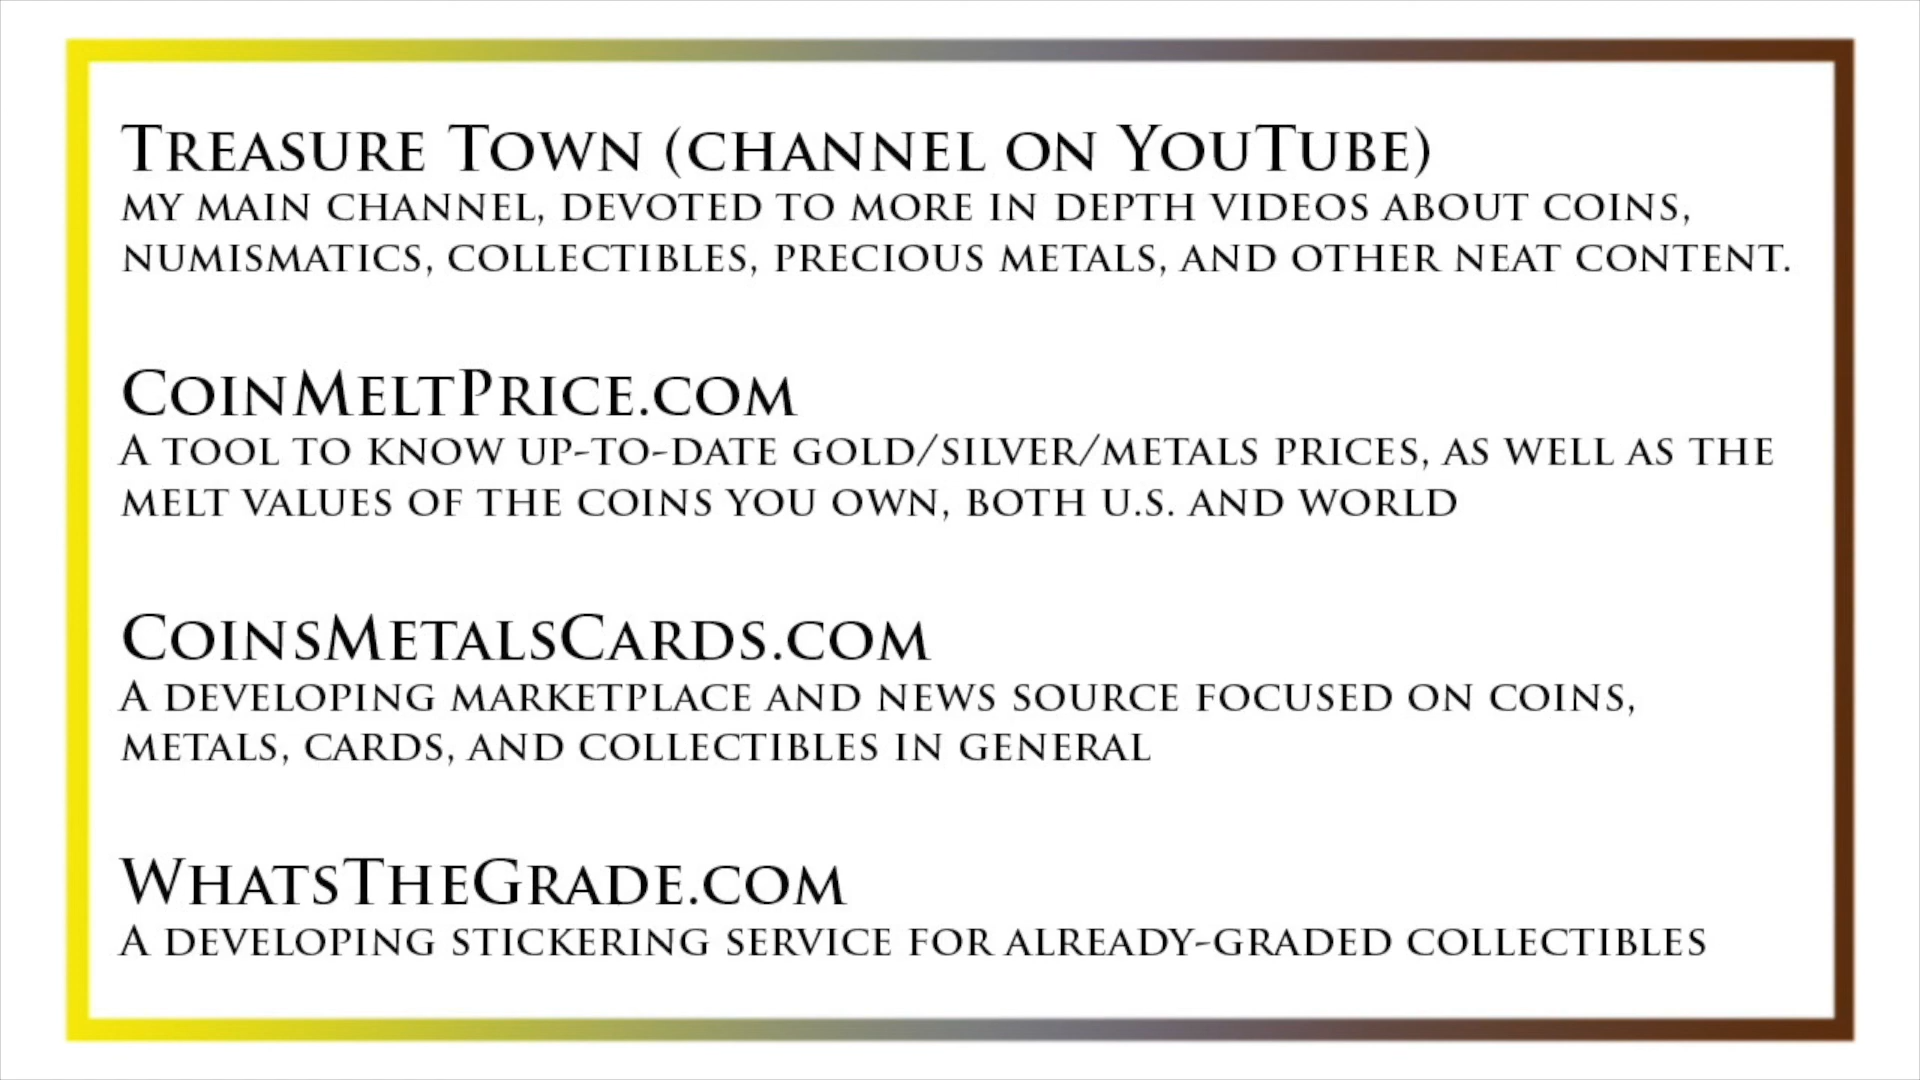 Treasure Town (channel on YouTube)
my main channel, devoted to more in depth videos about coins,
numismatics, collectibles, precious metals, and other neat content.
CoinMeltPrice.com
A tool to know up-to-date gold/silver/metals prices, as well as the
melt values of the coins you own, both U.S. and world
CoinsMetalsCards.com
A developing marketplace and news source focused on coins,
metals, cards, and collectibles in general
WhatsTheGrade.com
A developing stickering service for already-graded collectibles